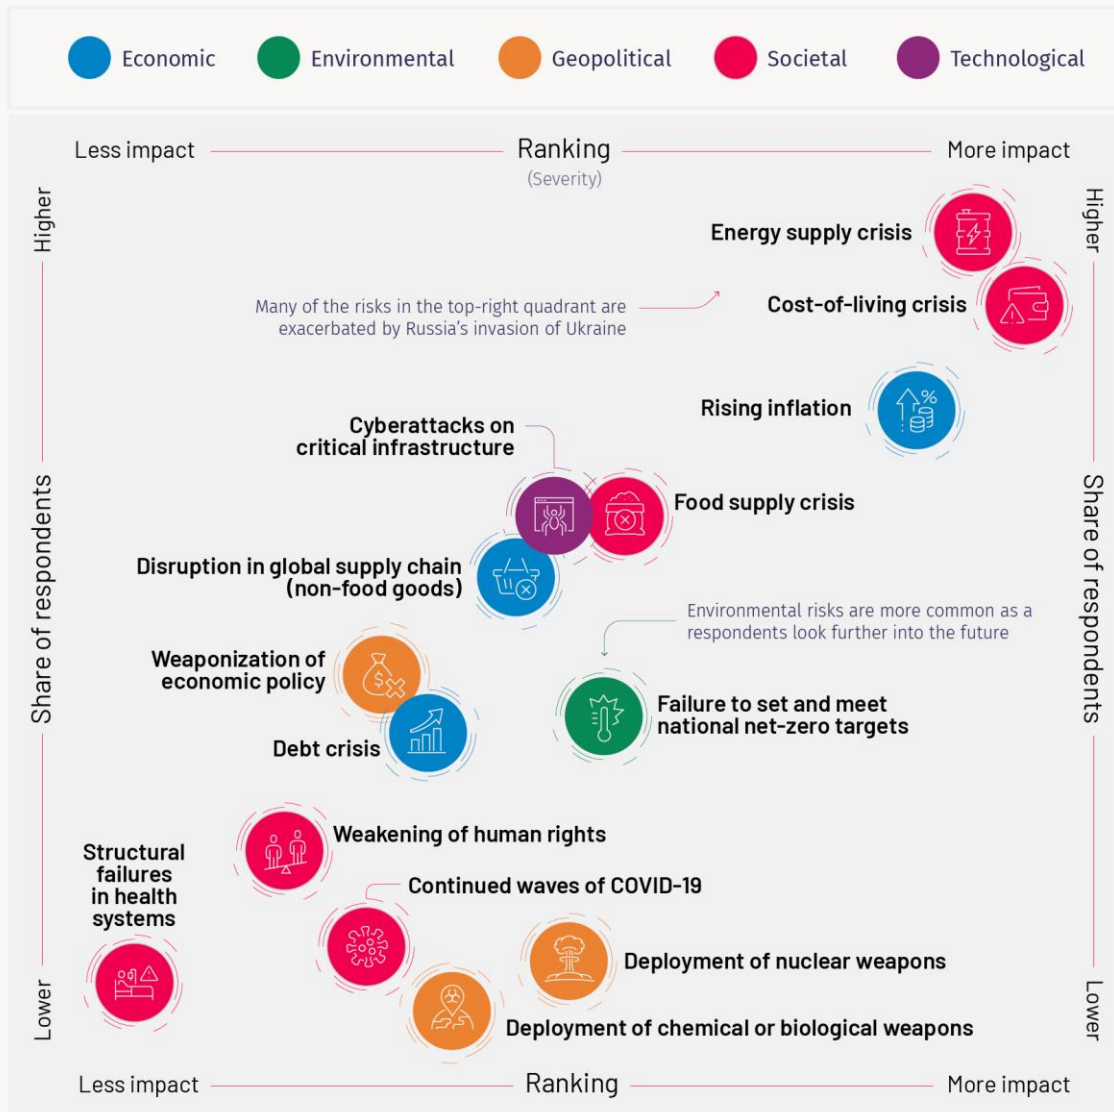 Economic
Environmental
Geopolitical
Societal
Technological
Less impact
Ranking
More impact
(Severity)
Higher
Higher
Energy supply crisis
Many of the risks in the top-right quadrant are
exacerbated by Russia's invasion of Ukraine
Cost-of-living crisis
Rising inflation
%
Cyberattacks on
critical infrastructure
Food supply crisis
Share of respondents
Share of respondents
Disruption in global supply chain
(non-food goods)
Environmental risks are more common as a
respondents look further into the future
Weaponization of
economic policy
$
Failure to set and meet
national net-zero targets
Debt crisis
Weakening of human rights
Structural
failures
in health
systems
Continued waves of COVID-19
Deployment of nuclear weapons
Lower
Lower
Deployment of chemical or biological weapons
Less impact
Ranking
More impact